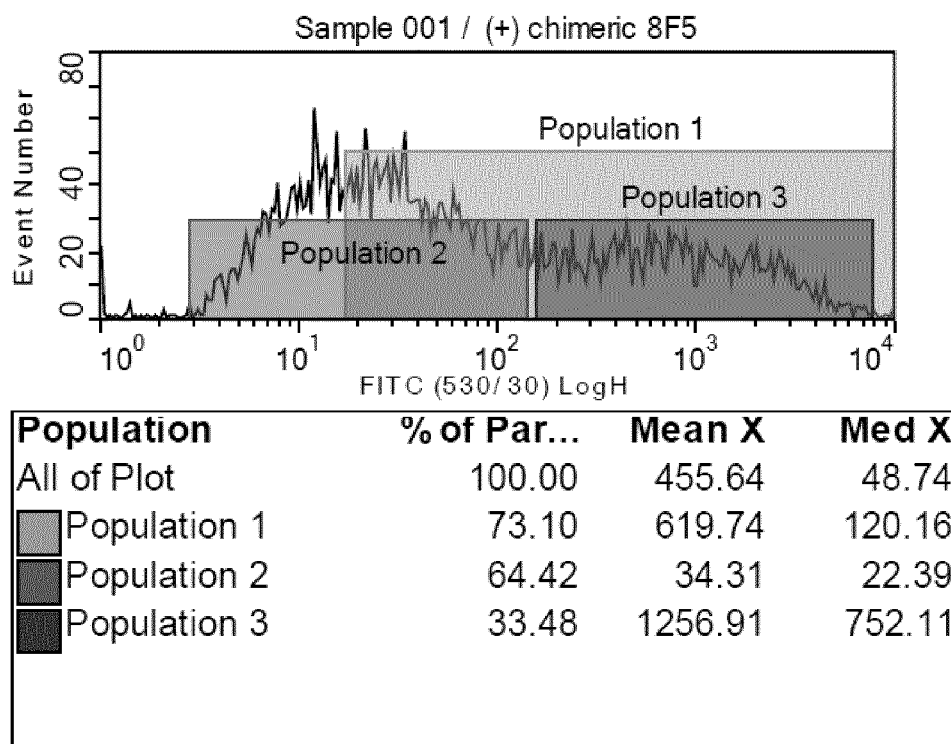 Sample 001 / (+) chimeric 8F5
Event Number
80
40
20
0
Population 1
Population 2
Population 3
10^0 10^1 10^2 10^3 10^4
FITC (530/30) LogH
Population % of Par... Mean X Med X
All of Plot 100.00 455.64 48.74
Population 1 73.10 619.74 120.16
Population 2 64.42 34.31 22.39
Population 3 33.48 1256.91 752.11